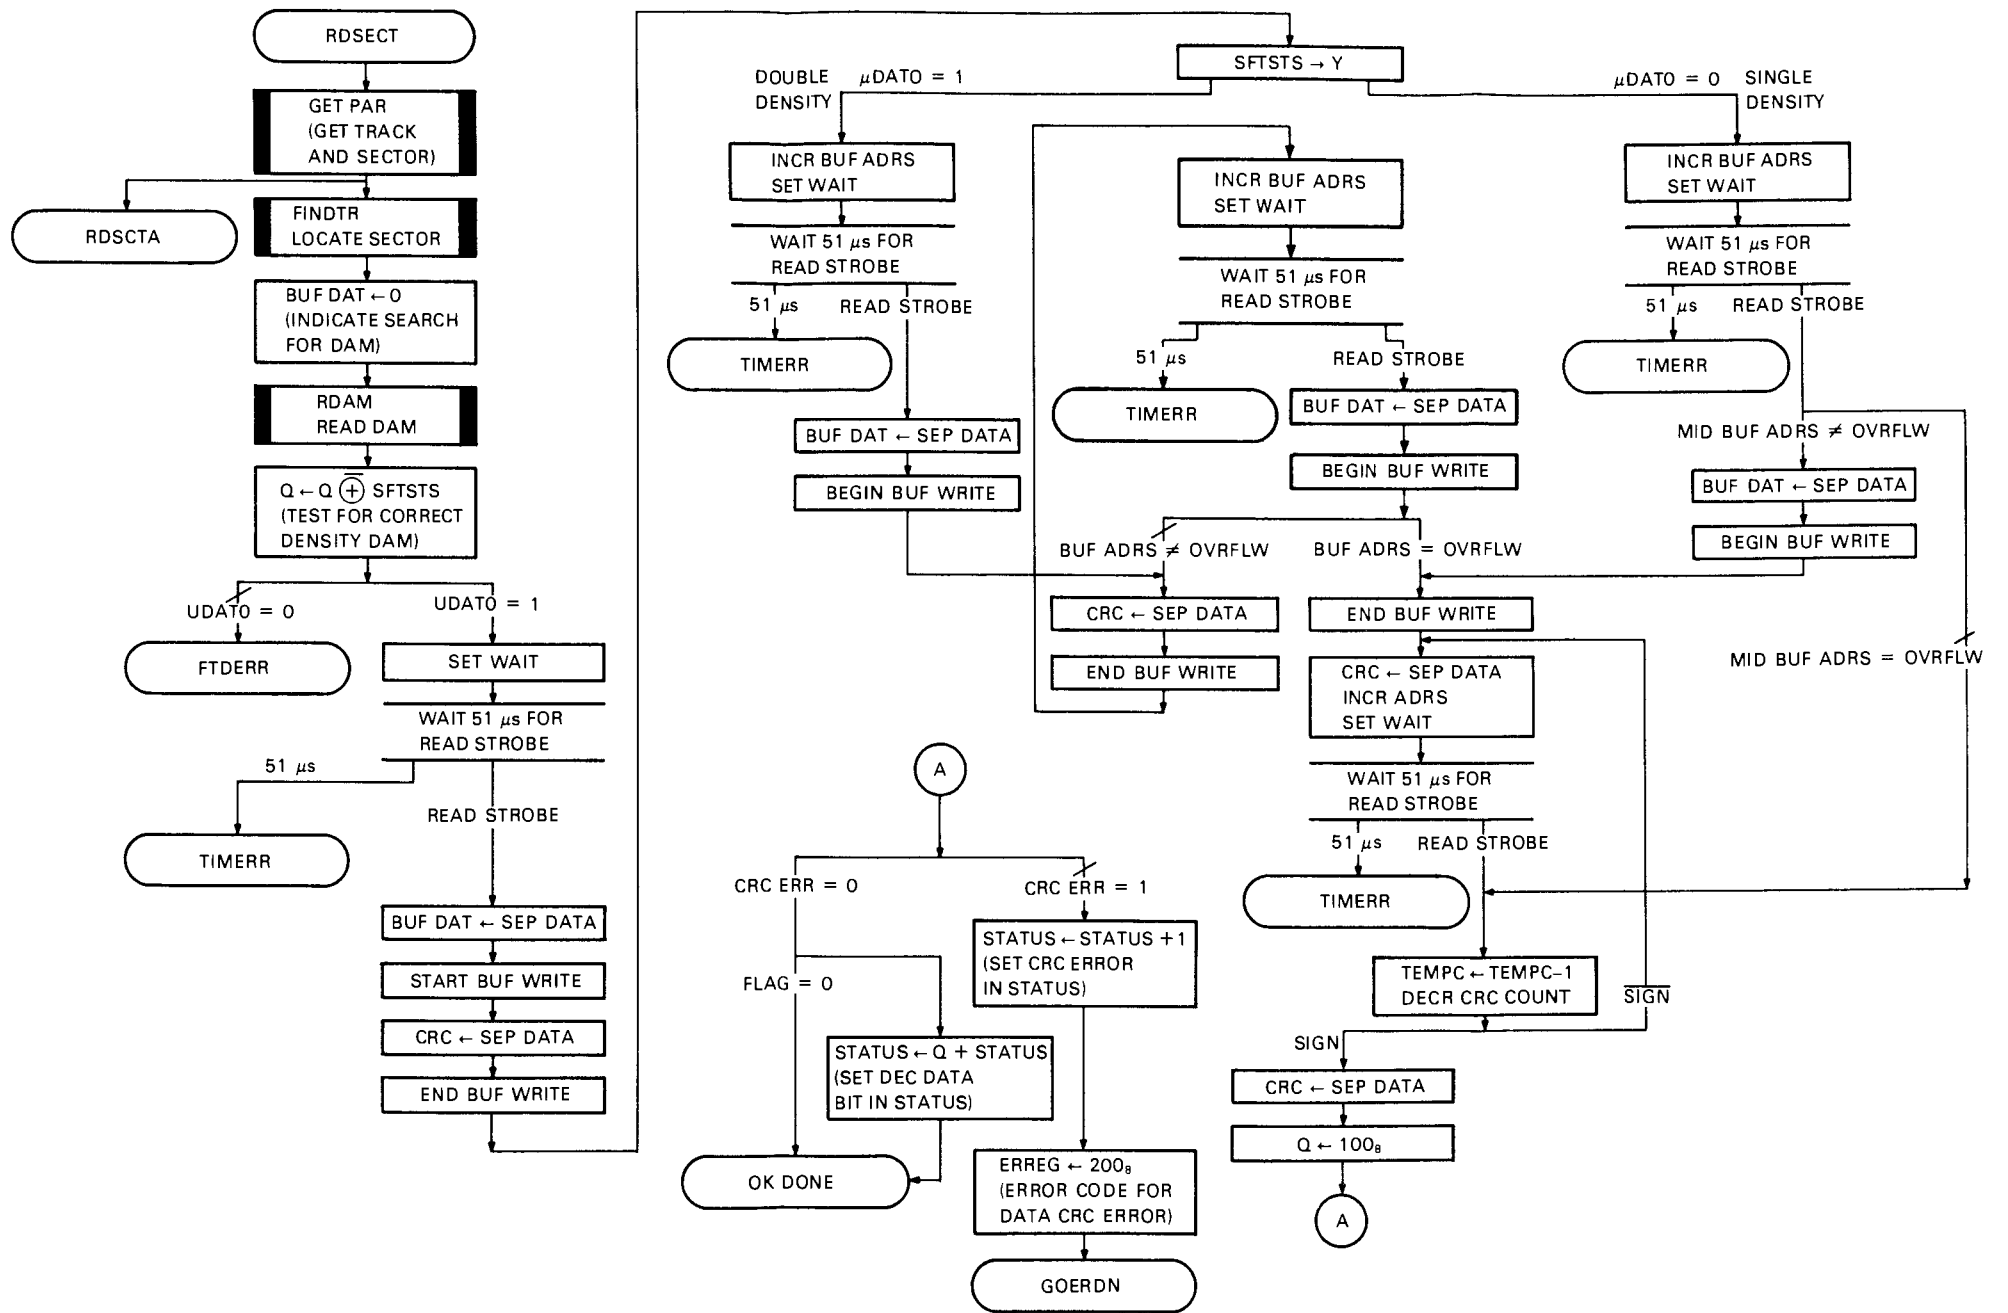 RDSECT
GET PAR
(GET TRACK
AND SECTOR)
RDSCTA
FINDTR
LOCATE SECTOR
BUF DAT ← 0
(INDICATE SEARCH
FOR DAM)
RDAM
READ DAM
Q ← Q ⊕ SFTSTS
(TEST FOR CORRECT
DENSITY DAM)
UDATO = 0
UDATO = 1
FTDERR
SET WAIT
WAIT 51 μs FOR
READ STROBE
51 μs
READ STROBE
TIMERR
BUF DAT ← SEP DATA
START BUF WRITE
CRC ← SEP DATA
END BUF WRITE
SFTSTS → Y
DOUBLE
DENSITY
μDATO = 1
μDATO = 0
SINGLE
DENSITY
INCR BUF ADRS
SET WAIT
WAIT 51 μs FOR
READ STROBE
51 μs
READ STROBE
TIMERR
BUF DAT ← SEP DATA
BEGIN BUF WRITE
INCR BUF ADRS
SET WAIT
WAIT 51 μs FOR
READ STROBE
51 μs
READ STROBE
TIMERR
BUF DAT ← SEP DATA
BEGIN BUF WRITE
BUF ADRS ≠ OVRFLW
BUF ADRS = OVRFLW
CRC ← SEP DATA
END BUF WRITE
INCR BUF ADRS
SET WAIT
WAIT 51 μs FOR
READ STROBE
51 μs
READ STROBE
TIMERR
MID BUF ADRS ≠ OVRFLW
BUF DAT ← SEP DATA
BEGIN BUF WRITE
MID BUF ADRS = OVRFLW
END BUF WRITE
CRC ← SEP DATA
INCR ADRS
SET WAIT
WAIT 51 μs FOR
READ STROBE
51 μs
READ STROBE
TIMERR
TEMPC ← TEMPC-1
DECR CRC COUNT
SIGN
S̅I̅G̅N̅
CRC ← SEP DATA
Q ← 100₈
A
A
CRC ERR = 0
CRC ERR = 1
FLAG = 0
STATUS ← STATUS +1
(SET CRC ERROR
IN STATUS)
STATUS ← Q + STATUS
(SET DEC DATA
BIT IN STATUS)
OK DONE
ERREG ← 200₈
(ERROR CODE FOR
DATA CRC ERROR)
GOERDN